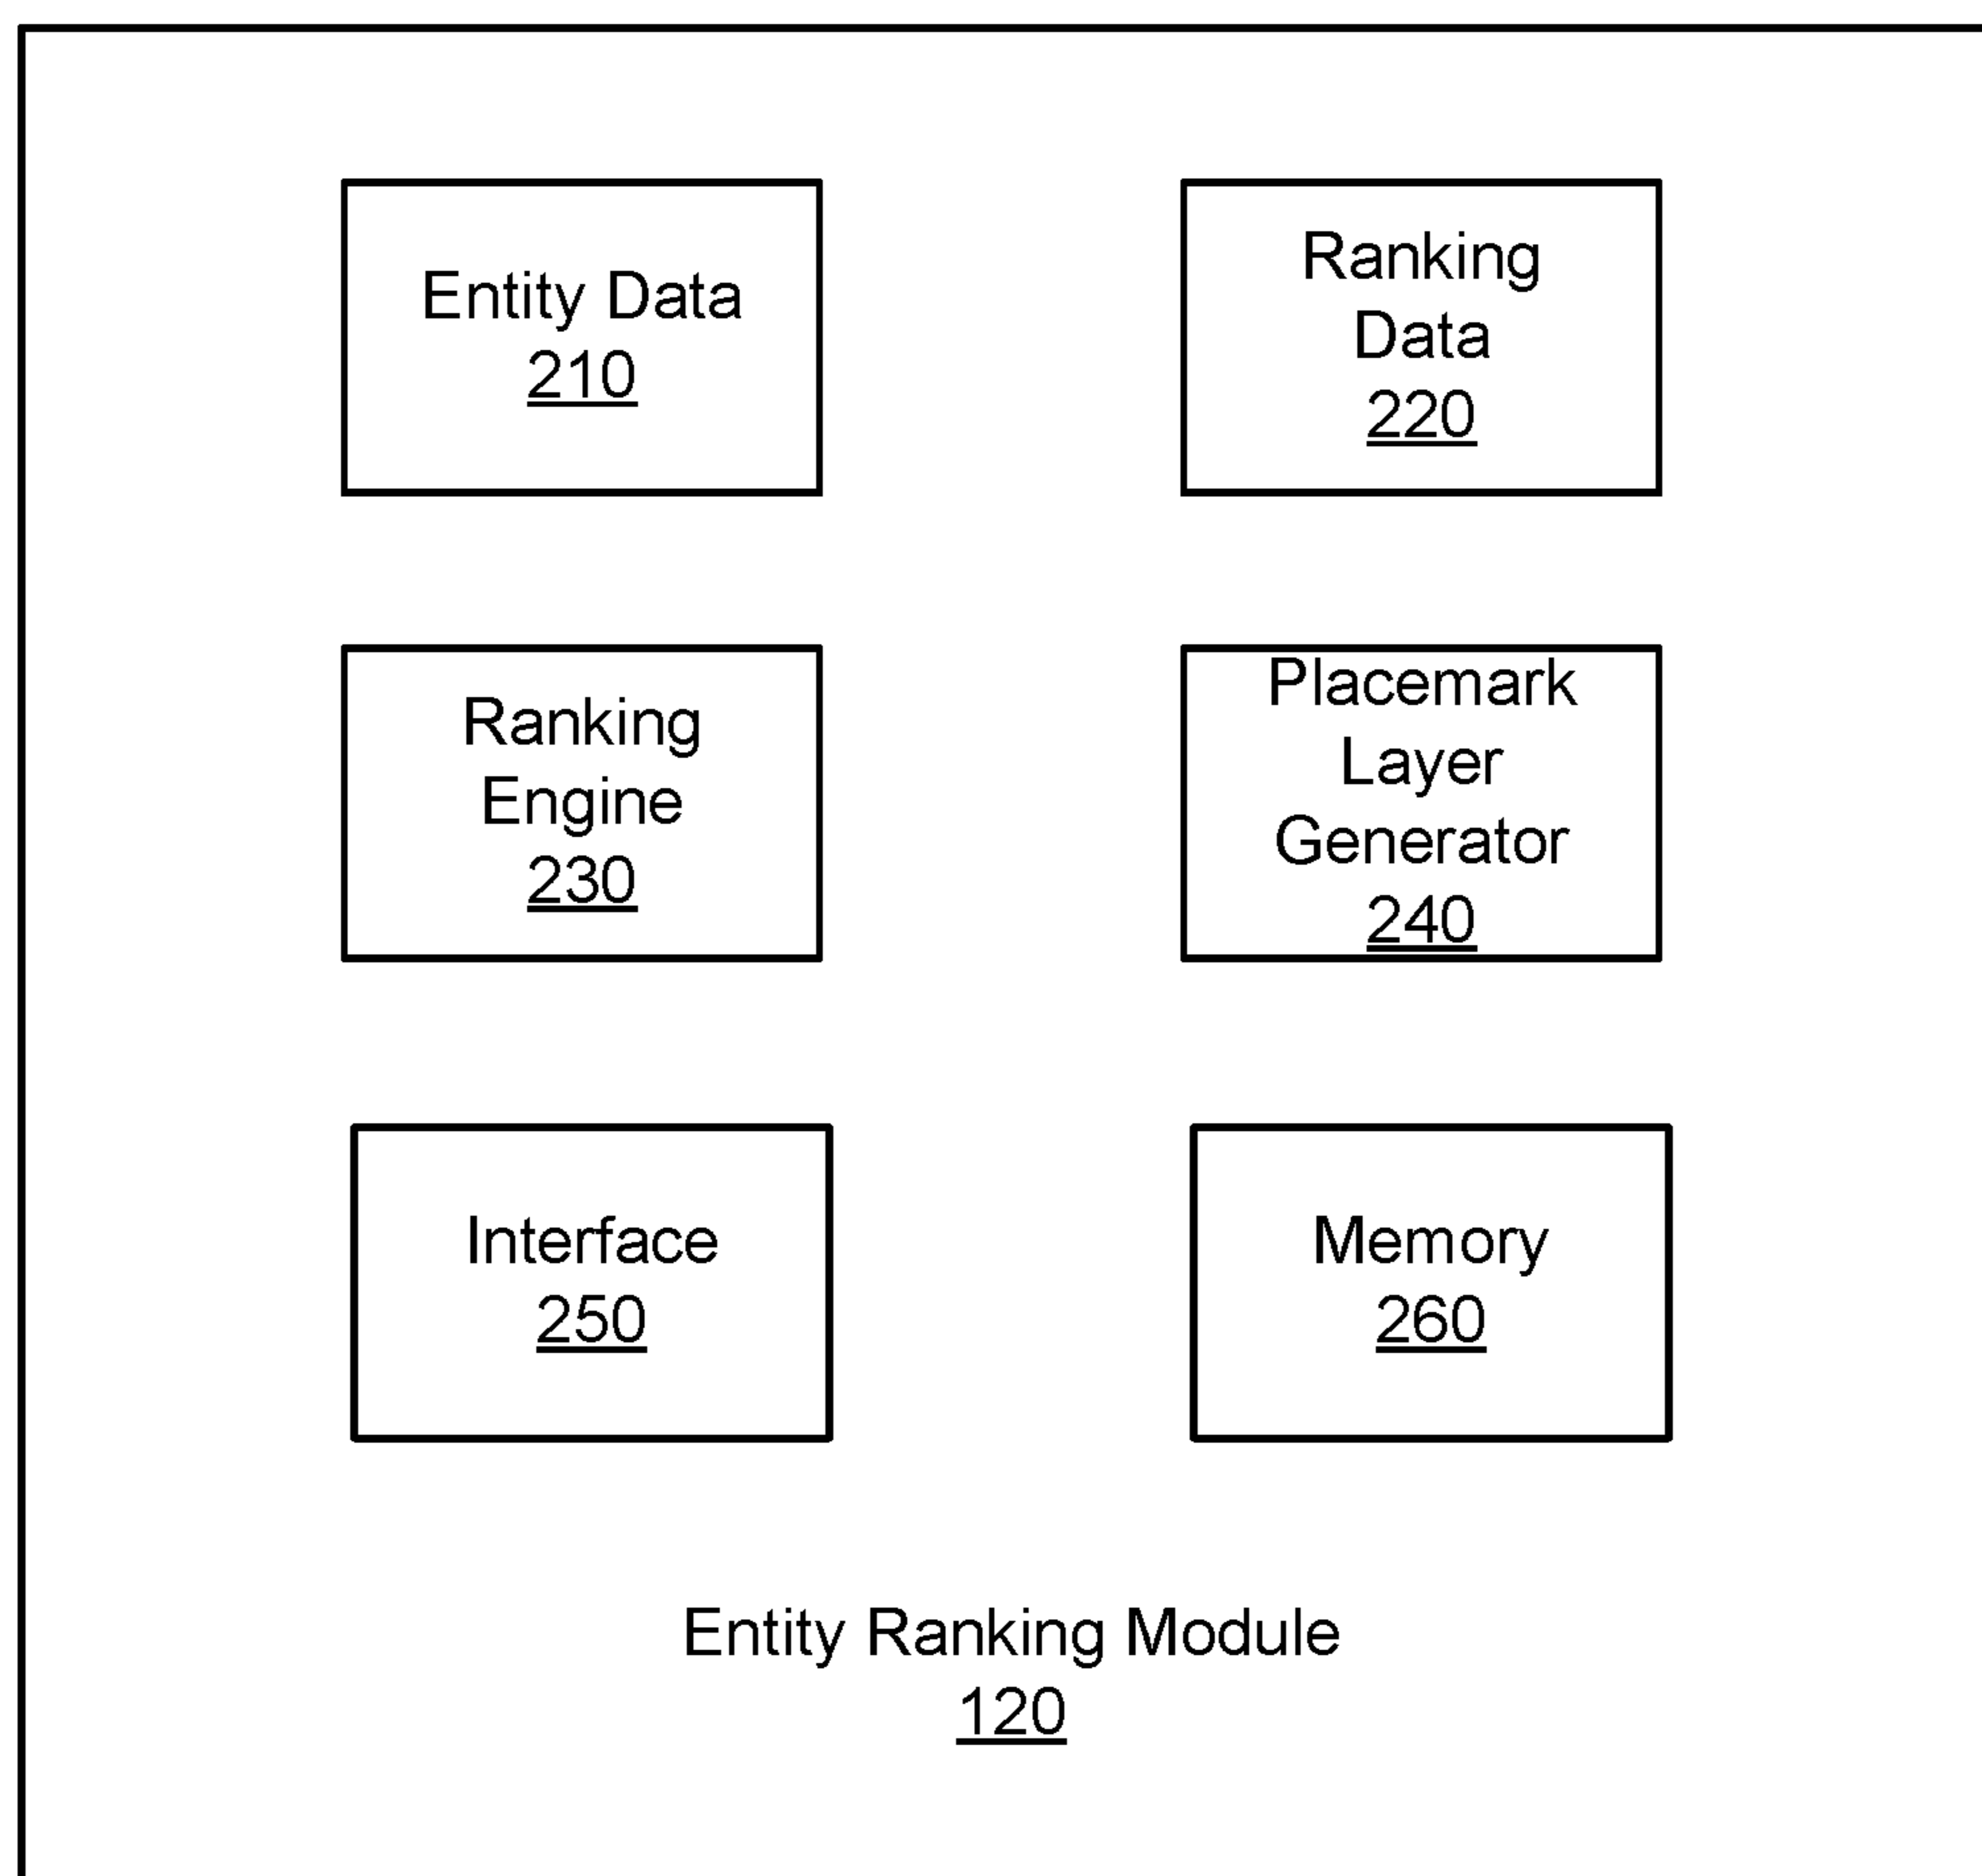 Entity Data
210
Ranking
Data
220
Ranking
Engine
230
Placemark
Layer
Generator
240
Interface
250
Memory
260
Entity Ranking Module
120